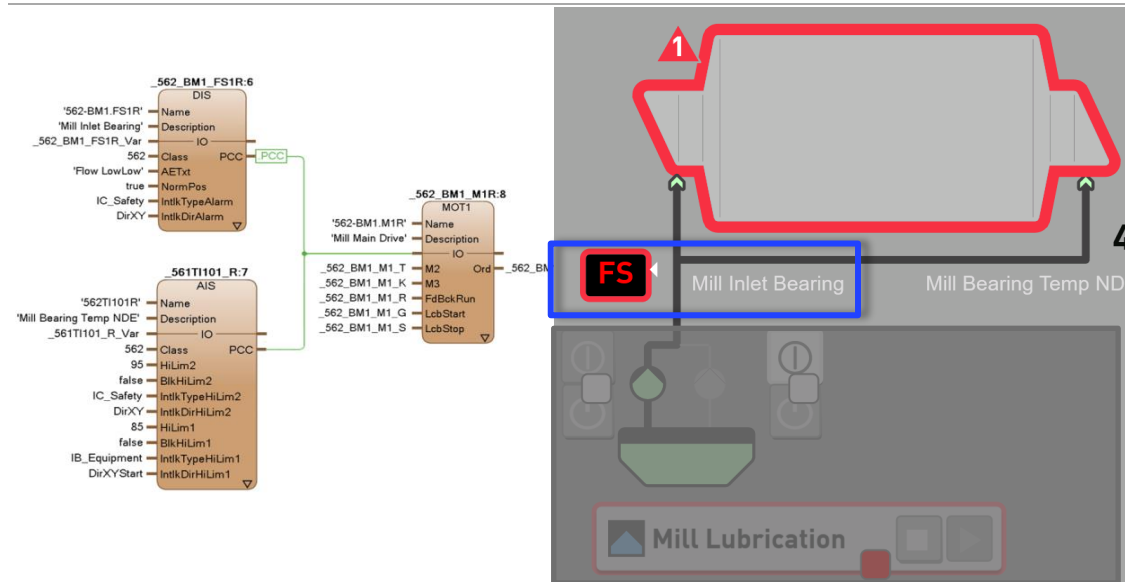 _562_BM1_FS1R:6
DIS
'562-BM1.FS1R' Name
'Mill Inlet Bearing' Description
_562_BM1_FS1R_Var IO
562 Class PCC .PCC
'Flow LowLow' AETxt
true NormPos
IC_Safety IntlkTypeAlarm
DirXY IntlkDirAlarm
_561TI101_R:7
AIS
'562TI101R' Name
'Mill Bearing Temp NDE' Description
_561TI101_R_Var IO
562 Class PCC
95 HiLim2
false BlkHiLim2
IC_Safety IntlkTypeHiLim2
DirXY IntlkDirHiLim2
85 HiLim1
false BlkHiLim1
IB_Equipment IntlkTypeHiLim1
DirXYStart IntlkDirHiLim1
_562_BM1_M1R:8
MOT1
'562-BM1.M1R' Name
'Mill Main Drive' Description
IO
_562_BM1_M1_T M2 Ord _562_BM
_562_BM1_M1_K M3
_562_BM1_M1_R FdBckRun
_562_BM1_M1_G LcbStart
_562_BM1_M1_S LcbStop
1
4
FS
Mill Inlet Bearing
Mill Bearing Temp ND
Mill Lubrication